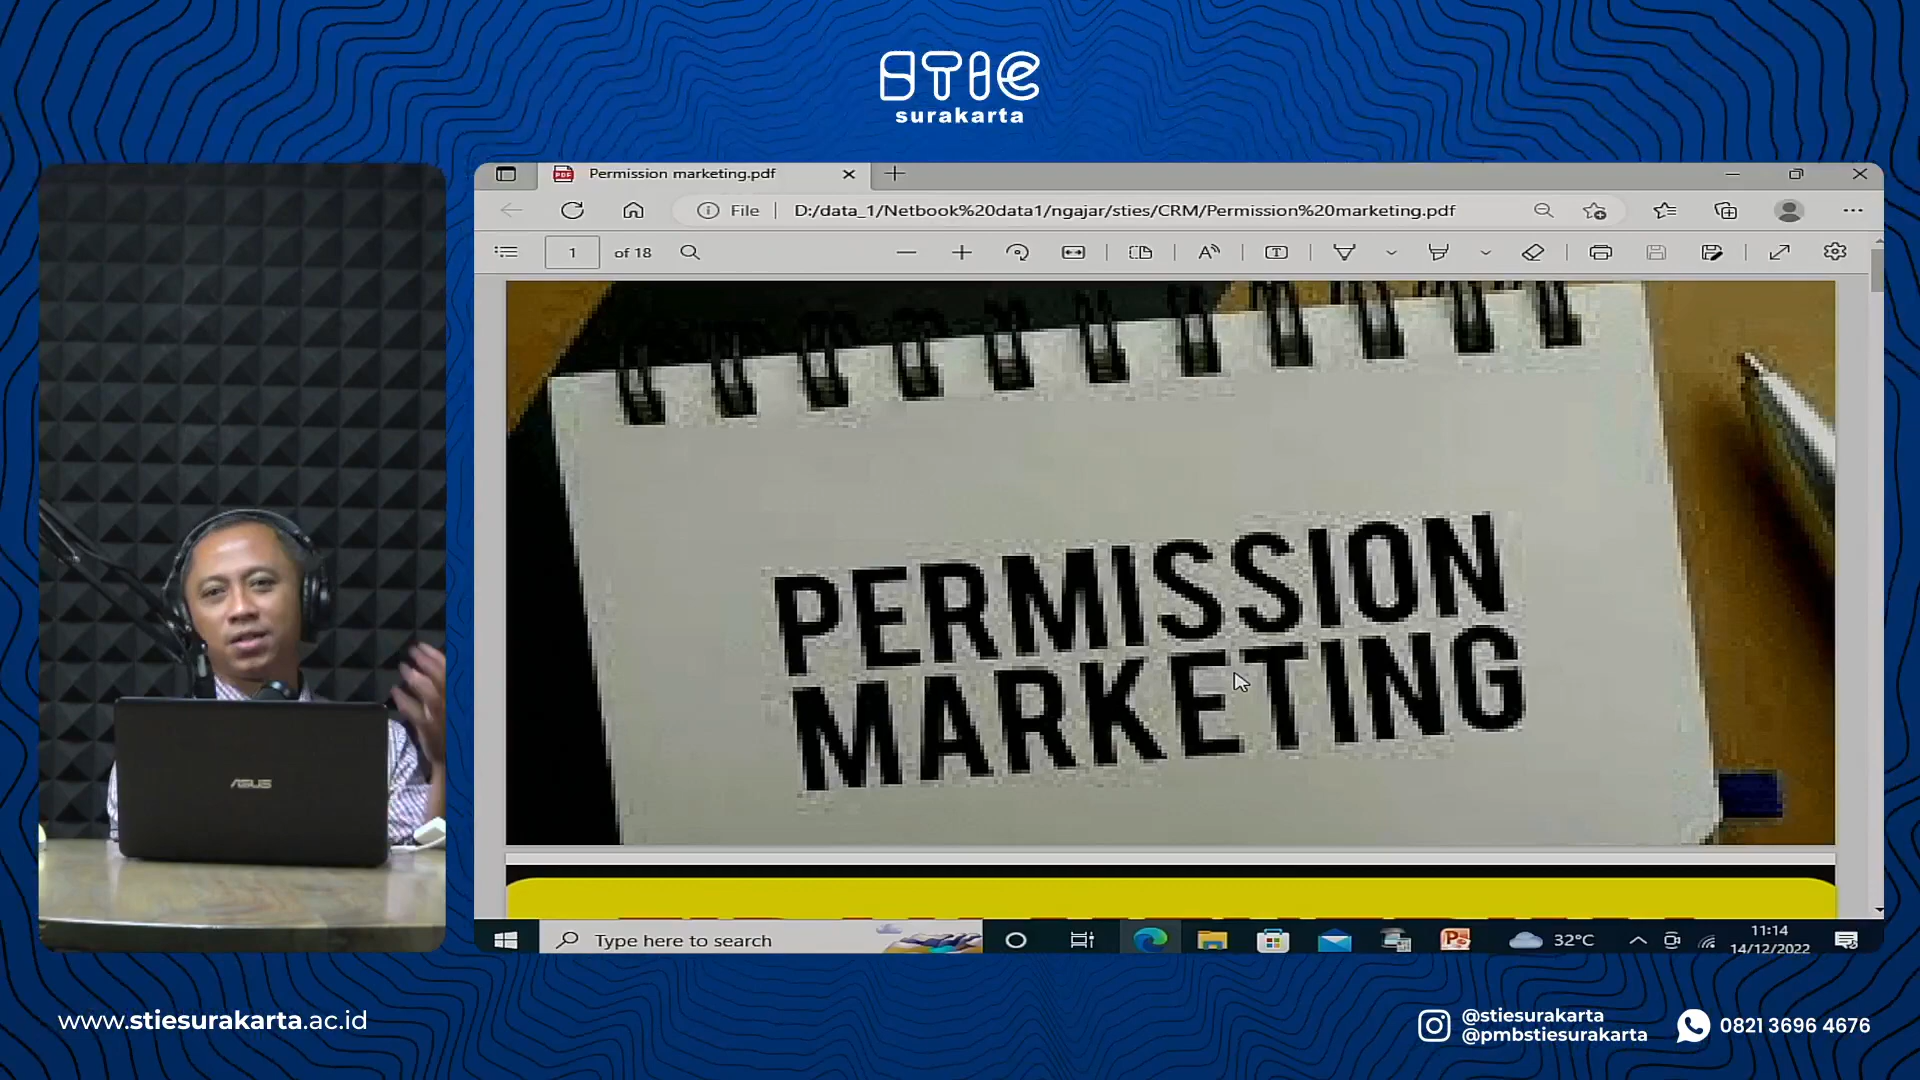 STIE
surakarta
Permission marketing.pdf
File
D:/data_1/Netbook%20data1/ngajar/sties/CRM/Permission%20marketing.pdf
1 of 18
PERMISSION
MARKETING
ASUS
Type here to search
32°C
11:14
14/12/2022
www.stiesurakarta.ac.id
@stiesurakarta
@pmbstiesurakarta
0821 3696 4676